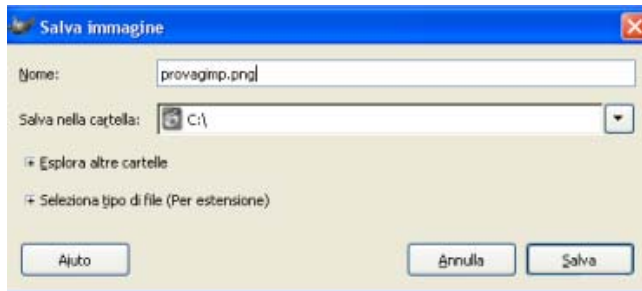 Salva immagine
Nome: provagimp.png
Salva nella cartella: C:\
Esplora altre cartelle
Seleziona tipo di file (Per estensione)
Aiuto Annulla Salva